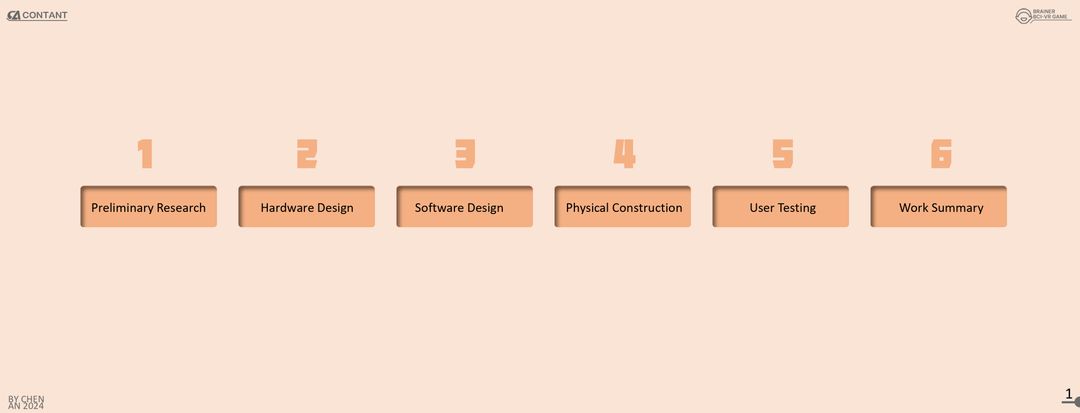 CA CONTANT
BRAINER
BCI-VR GAME
1
2
3
4
5
6
Preliminary Research
Hardware Design
Software Design
Physical Construction
User Testing
Work Summary
BY CHEN
AN 2024
1